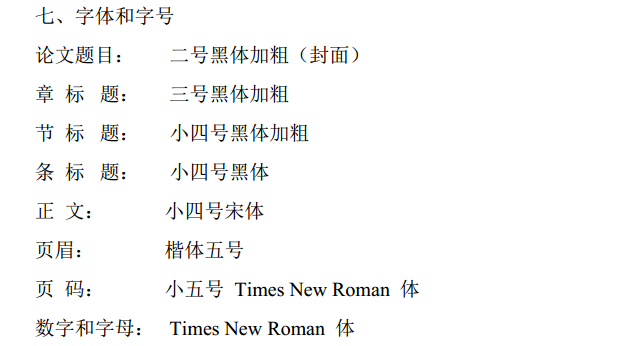 七、字体和字号
论文题目： 二号黑体加粗（封面）
章 标 题： 三号黑体加粗
节 标 题： 小四号黑体加粗
条 标 题： 小四号黑体
正 文： 小四号宋体
页眉： 楷体五号
页 码： 小五号 Times New Roman 体
数字和字母： Times New Roman 体